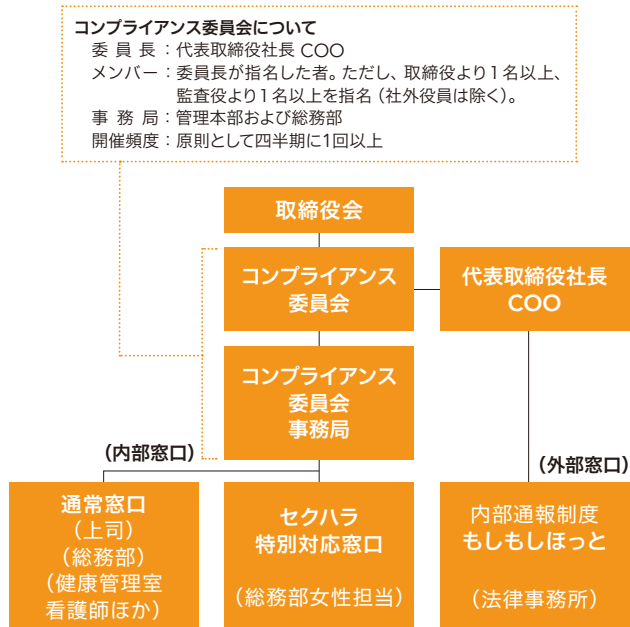 コンプライアンス委員会について
委員長：代表取締役社長 COO
メンバー：委員長が指名した者。ただし、取締役より1名以上、
監査役より1名以上を指名（社外役員は除く）。
事務局：管理本部および総務部
開催頻度：原則として四半期に1回以上
取締役会
コンプライアンス
委員会
代表取締役社長
COO
コンプライアンス
委員会
事務局
（内部窓口）
（外部窓口）
通常窓口
（上司）
（総務部）
（健康管理室
看護師ほか）
セクハラ
特別対応窓口
（総務部女性担当）
内部通報制度
もしもしほっと
（法律事務所）